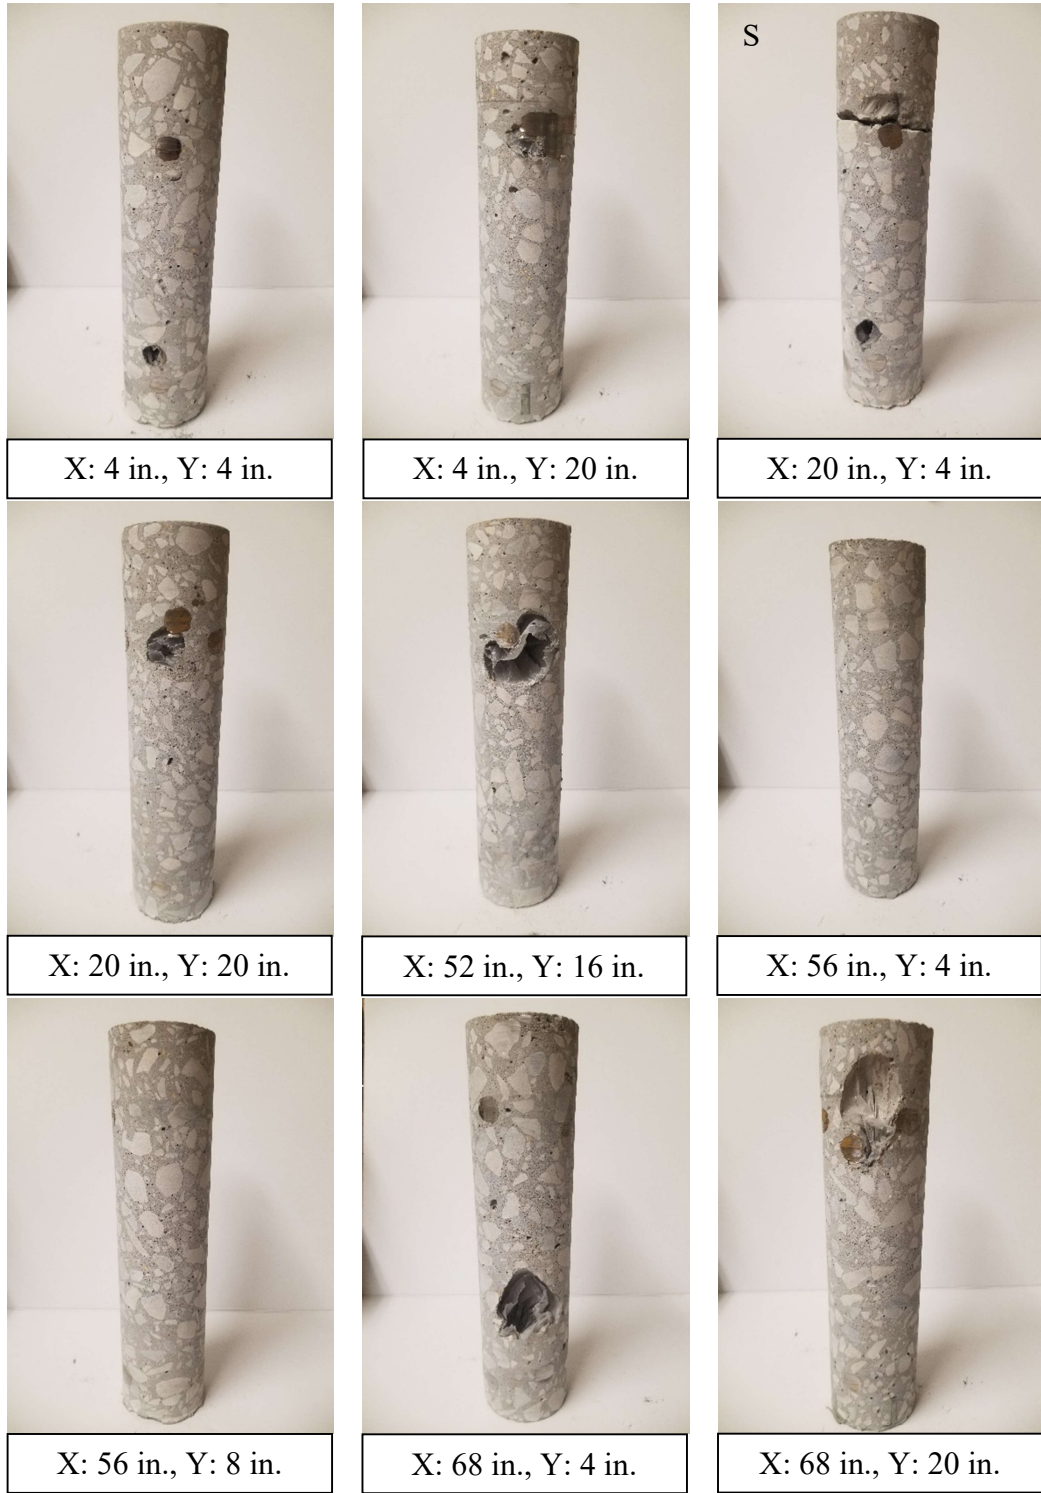 S
X: 4 in., Y: 4 in.
X: 4 in., Y: 20 in.
X: 20 in., Y: 4 in.
X: 20 in., Y: 20 in.
X: 52 in., Y: 16 in.
X: 56 in., Y: 4 in.
X: 56 in., Y: 8 in.
X: 68 in., Y: 4 in.
X: 68 in., Y: 20 in.